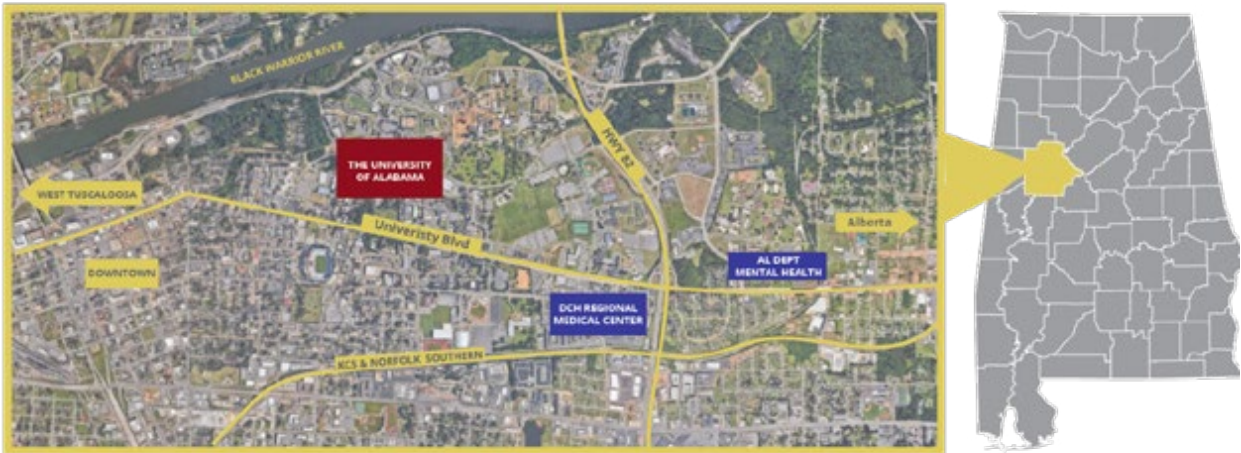 BLACK WARRIOR RIVER
HWY 82
THE UNIVERSITY
OF ALABAMA
WEST TUSCALOOSA
Univeristy Blvd
Alberta
DOWNTOWN
AL DEPT
MENTAL HEALTH
DCH REGIONAL
MEDICAL CENTER
KCS & NORFOLK SOUTHERN